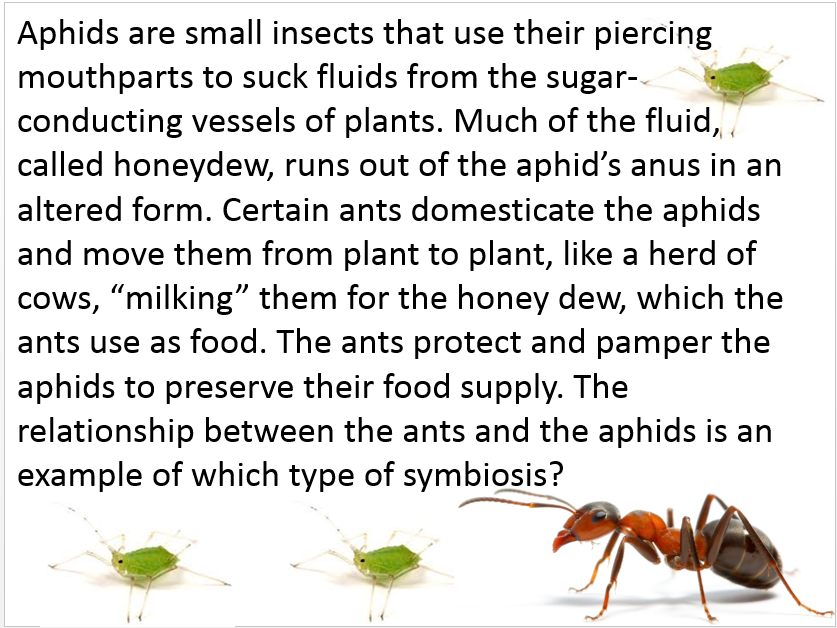 Aphids are small insects that use their piercing
mouthparts to suck fluids from the sugar-
conducting vessels of plants. Much of the fluid,
called honeydew, runs out of the aphid’s anus in an
altered form. Certain ants domesticate the aphids
and move them from plant to plant, like a herd of
cows, “milking” them for the honey dew, which the
ants use as food. The ants protect and pamper the
aphids to preserve their food supply. The
relationship between the ants and the aphids is an
example of which type of symbiosis?